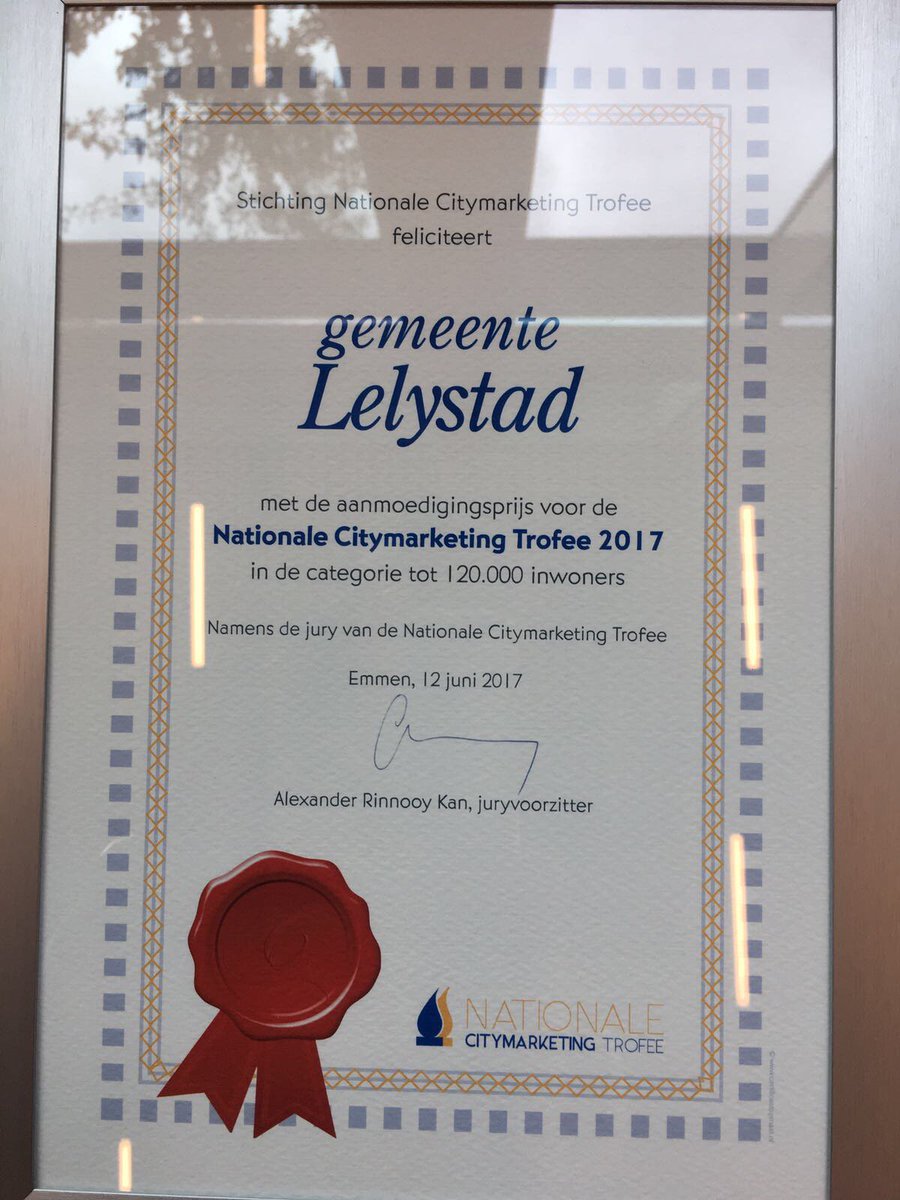 Stichting Nationale Citymarketing Trofee
feliciteert
gemeente
Lelystad
met de aanmoedigingsprijs voor de
Nationale Citymarketing Trofee 2017
in de categorie tot 120.000 inwoners
Namens de jury van de Nationale Citymarketing Trofee
Emmen, 12 juni 2017
Alexander Rinnooy Kan, juryvoorzitter
NATIONALE
CITYMARKETING TROFEE